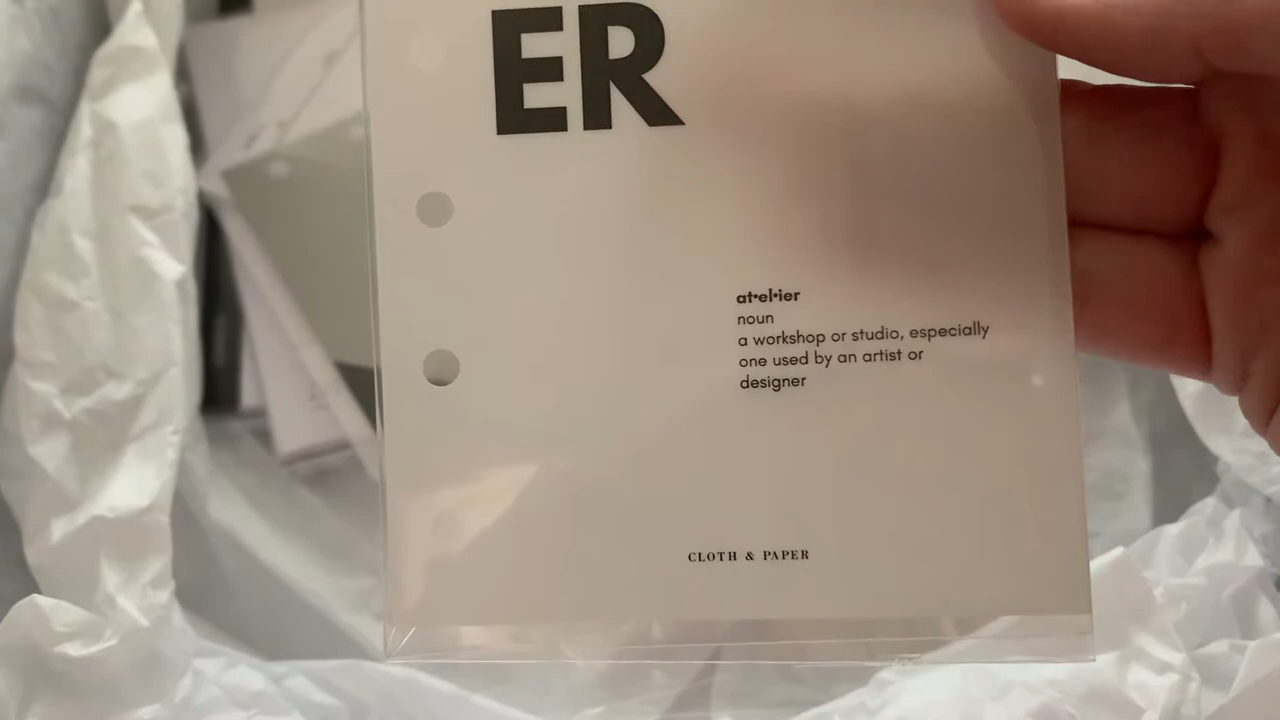 ER
at•el•ier
noun
a workshop or studio, especially
one used by an artist or
designer
CLOTH & PAPER